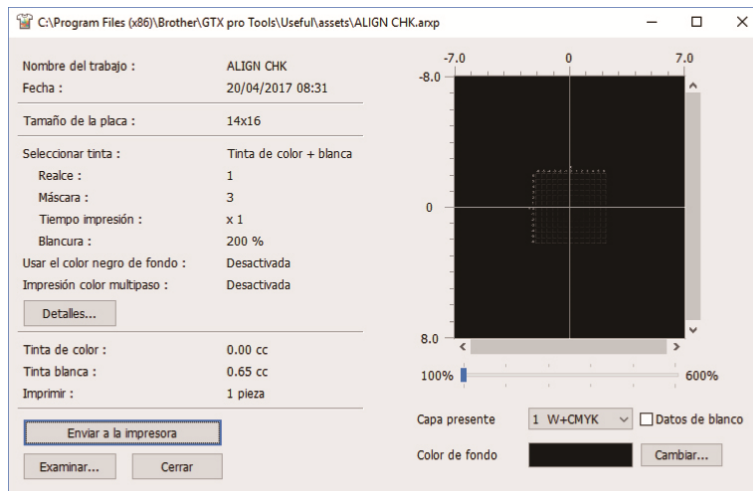 C:\Program Files (x86)\Brother\GTX pro Tools\Useful\assets\ALIGN CHK.arxp
Nombre del trabajo : ALIGN CHK
Fecha : 20/04/2017 08:31
Tamaño de la placa : 14x16
Seleccionar tinta : Tinta de color + blanca
Realce : 1
Máscara : 3
Tiempo impresión : x 1
Blancura : 200 %
Usar el color negro de fondo : Desactivada
Impresión color multipaso : Desactivada
Detalles...
Tinta de color : 0.00 cc
Tinta blanca : 0.65 cc
Imprimir : 1 pieza
Enviar a la impresora
Examinar... Cerrar
-7.0 0 7.0
-8.0
0
8.0
100% 600%
Capa presente 1 W+CMYK Datos de blanco
Color de fondo Cambiar...